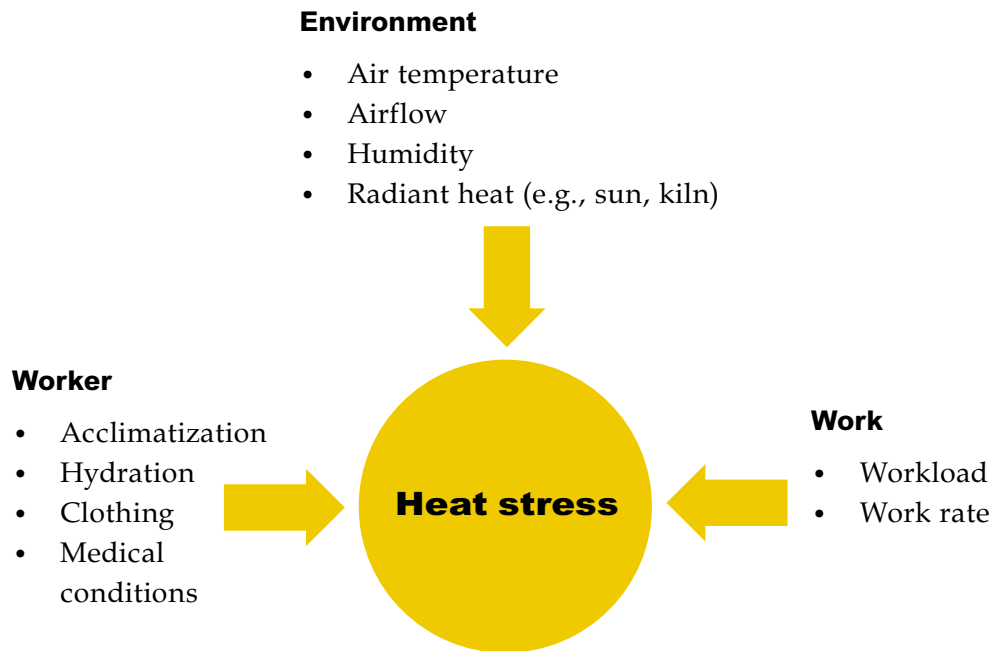 Environment
• Air temperature
• Airflow
• Humidity
• Radiant heat (e.g., sun, kiln)
Worker
• Acclimatization
• Hydration
• Clothing
• Medical
conditions
Heat stress
Work
• Workload
• Work rate